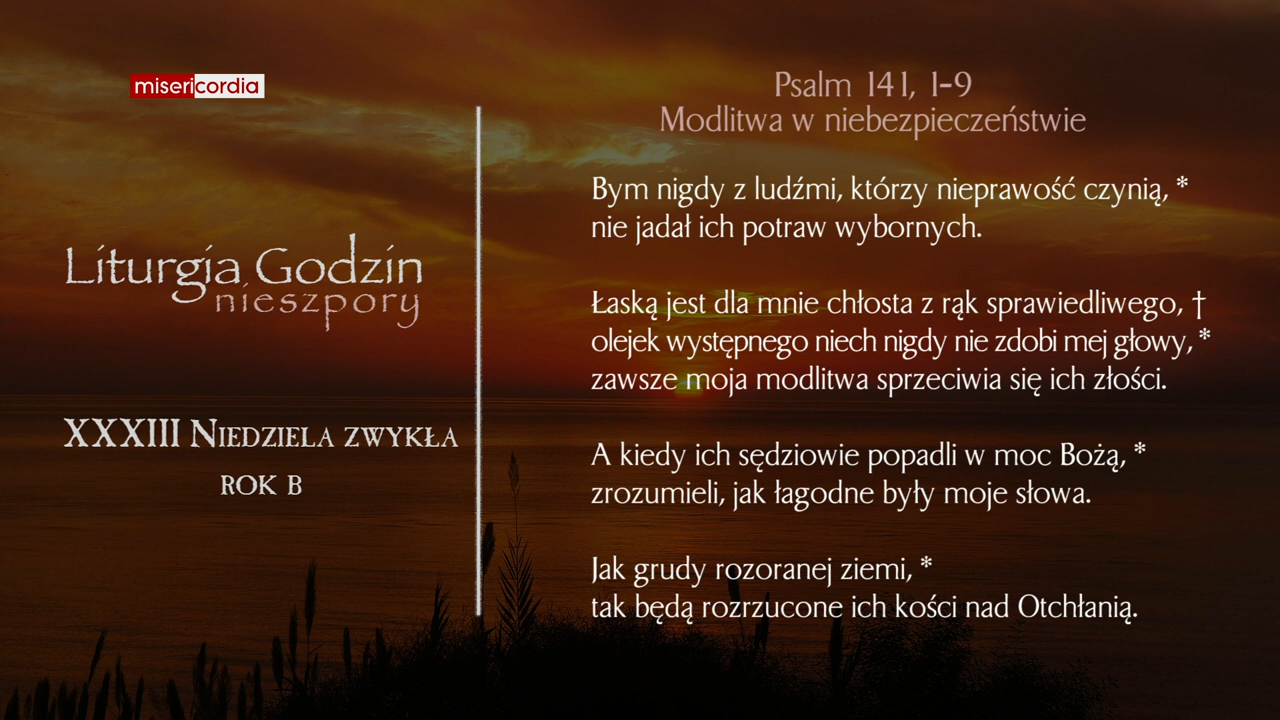 misericordia
Liturgia Godzin
nieszpory
XXXIII Niedziela zwykła
rok B
Psalm 141, 1-9
Modlitwa w niebezpieczeństwie
Bym nigdy z ludźmi, którzy nieprawość czynią, *
nie jadał ich potraw wybornych.
Łaską jest dla mnie chłosta z rąk sprawiedliwego, †
olejek występnego niech nigdy nie zdobi mej głowy, *
zawsze moja modlitwa sprzeciwia się ich złości.
A kiedy ich sędziowie popadli w moc Bożą, *
zrozumieli, jak łagodne były moje słowa.
Jak grudy rozoranej ziemi, *
tak będą rozrzucone ich kości nad Otchłanią.